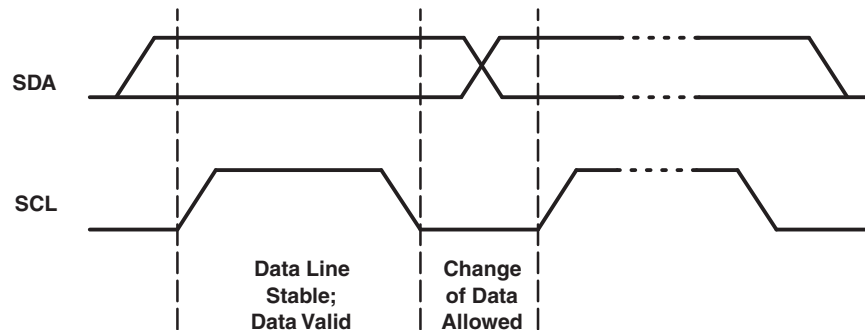 SDA
SCL
Data Line
Stable;
Data Valid
Change
of Data
Allowed